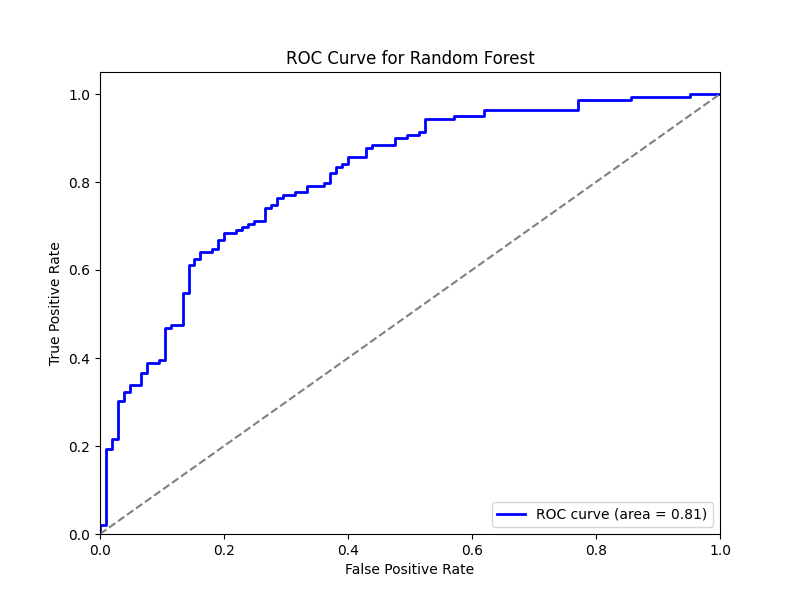 ROC Curve for Random Forest
True Positive Rate
1.0
0.8
0.6
0.4
0.2
0.0
ROC curve (area = 0.81)
0.0 0.2 0.4 0.6 0.8 1.0
False Positive Rate